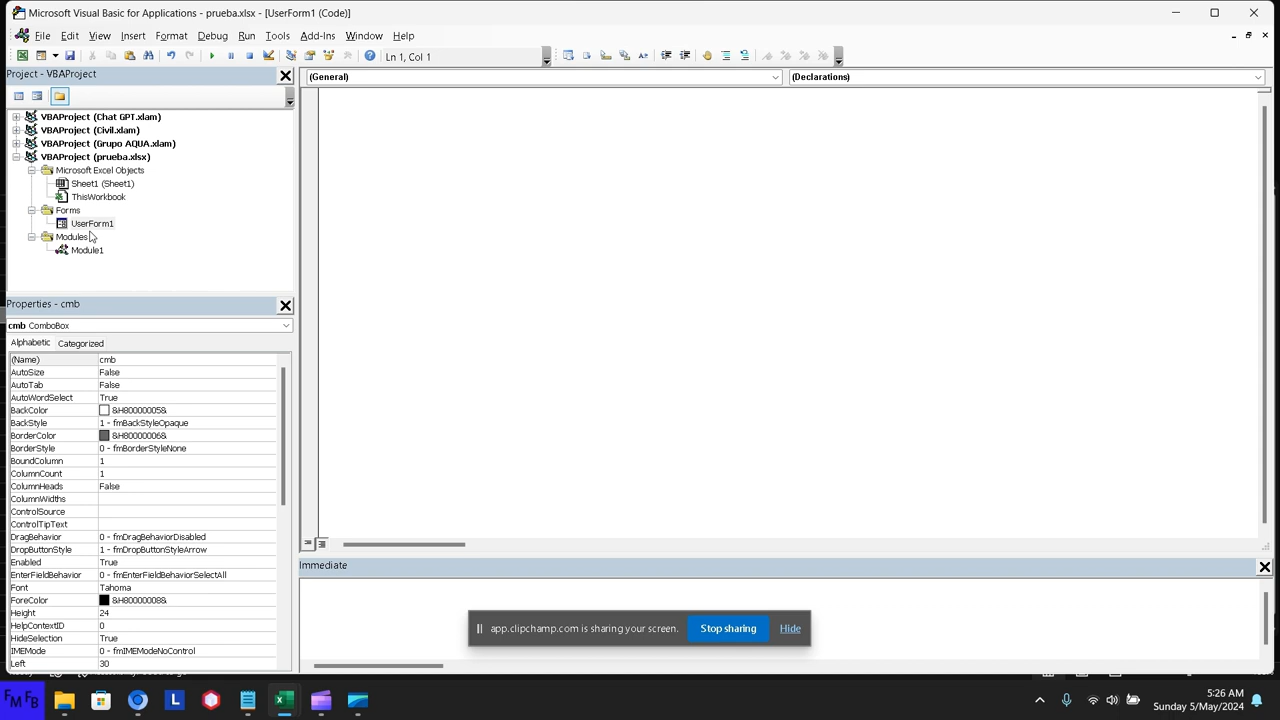 Microsoft Visual Basic for Applications - prueba.xlsx - [UserForm1 (Code)]
File Edit View Insert Format Debug Run Tools Add-Ins Window Help
Ln 1, Col 1
Project - VBAProject
(General)
(Declarations)
VBAProject (Chat GPT.xlam)
VBAProject (Civil.xlam)
VBAProject (Grupo AQUA.xlam)
VBAProject (prueba.xlsx)
Microsoft Excel Objects
Sheet1 (Sheet1)
ThisWorkbook
Forms
UserForm1
Modules
Module1
Properties - cmb
cmb ComboBox
Alphabetic Categorized
(Name) cmb
AutoSize False
AutoTab False
AutoWordSelect True
BackColor &H80000005&
BackStyle 1 - fmBackStyleOpaque
BorderColor &H80000006&
BorderStyle 0 - fmBorderStyleNone
BoundColumn 1
ColumnCount 1
ColumnHeads False
ColumnWidths
ControlSource
ControlTipText
DragBehavior 0 - fmDragBehaviorDisabled
DropButtonStyle 1 - fmDropButtonStyleArrow
Enabled True
EnterFieldBehavior 0 - fmEnterFieldBehaviorSelectAll
Font Tahoma
ForeColor &H80000008&
Height 24
HelpContextID 0
HideSelection True
IMEMode 0 - fmIMEModeNoControl
Left 30
Immediate
app.clipchamp.com is sharing your screen. Stop sharing Hide
FM FB
L
5:26 AM
Sunday 5/May/2024